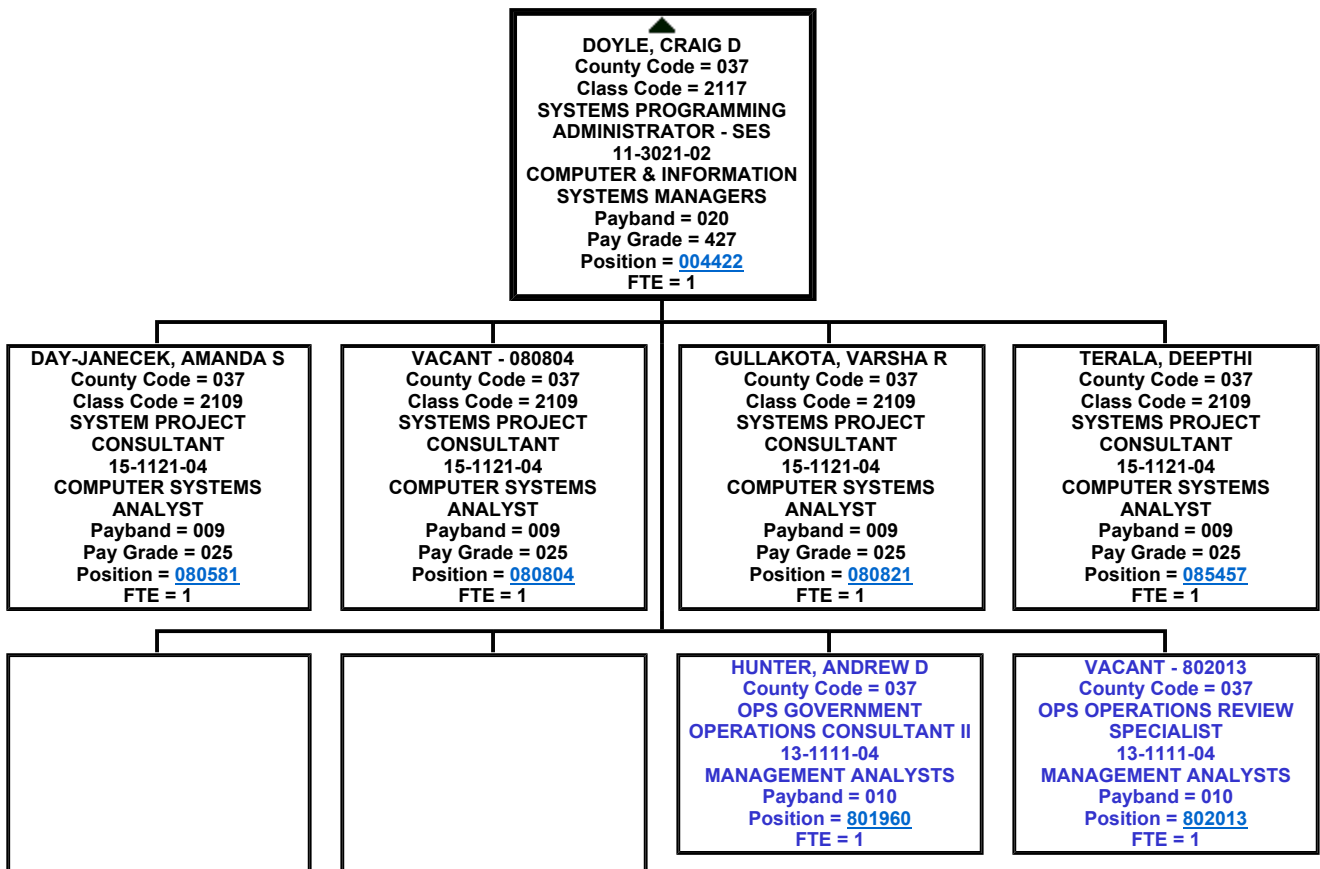 DOYLE, CRAIG D
County Code = 037
Class Code = 2117
SYSTEMS PROGRAMMING
ADMINISTRATOR - SES
11-3021-02
COMPUTER & INFORMATION
SYSTEMS MANAGERS
Payband = 020
Pay Grade = 427
Position = 004422
FTE = 1
DAY-JANECEK, AMANDA S
County Code = 037
Class Code = 2109
SYSTEM PROJECT
CONSULTANT
15-1121-04
COMPUTER SYSTEMS
ANALYST
Payband = 009
Pay Grade = 025
Position = 080581
FTE = 1
VACANT - 080804
County Code = 037
Class Code = 2109
SYSTEMS PROJECT
CONSULTANT
15-1121-04
COMPUTER SYSTEMS
ANALYST
Payband = 009
Pay Grade = 025
Position = 080804
FTE = 1
GULLAKOTA, VARSHA R
County Code = 037
Class Code = 2109
SYSTEMS PROJECT
CONSULTANT
15-1121-04
COMPUTER SYSTEMS
ANALYST
Payband = 009
Pay Grade = 025
Position = 080821
FTE = 1
TERALA, DEEPTHI
County Code = 037
Class Code = 2109
SYSTEMS PROJECT
CONSULTANT
15-1121-04
COMPUTER SYSTEMS
ANALYST
Payband = 009
Pay Grade = 025
Position = 085457
FTE = 1
HUNTER, ANDREW D
County Code = 037
OPS GOVERNMENT
OPERATIONS CONSULTANT II
13-1111-04
MANAGEMENT ANALYSTS
Payband = 010
Position = 801960
FTE = 1
VACANT - 802013
County Code = 037
OPS OPERATIONS REVIEW
SPECIALIST
13-1111-04
MANAGEMENT ANALYSTS
Payband = 010
Position = 802013
FTE = 1